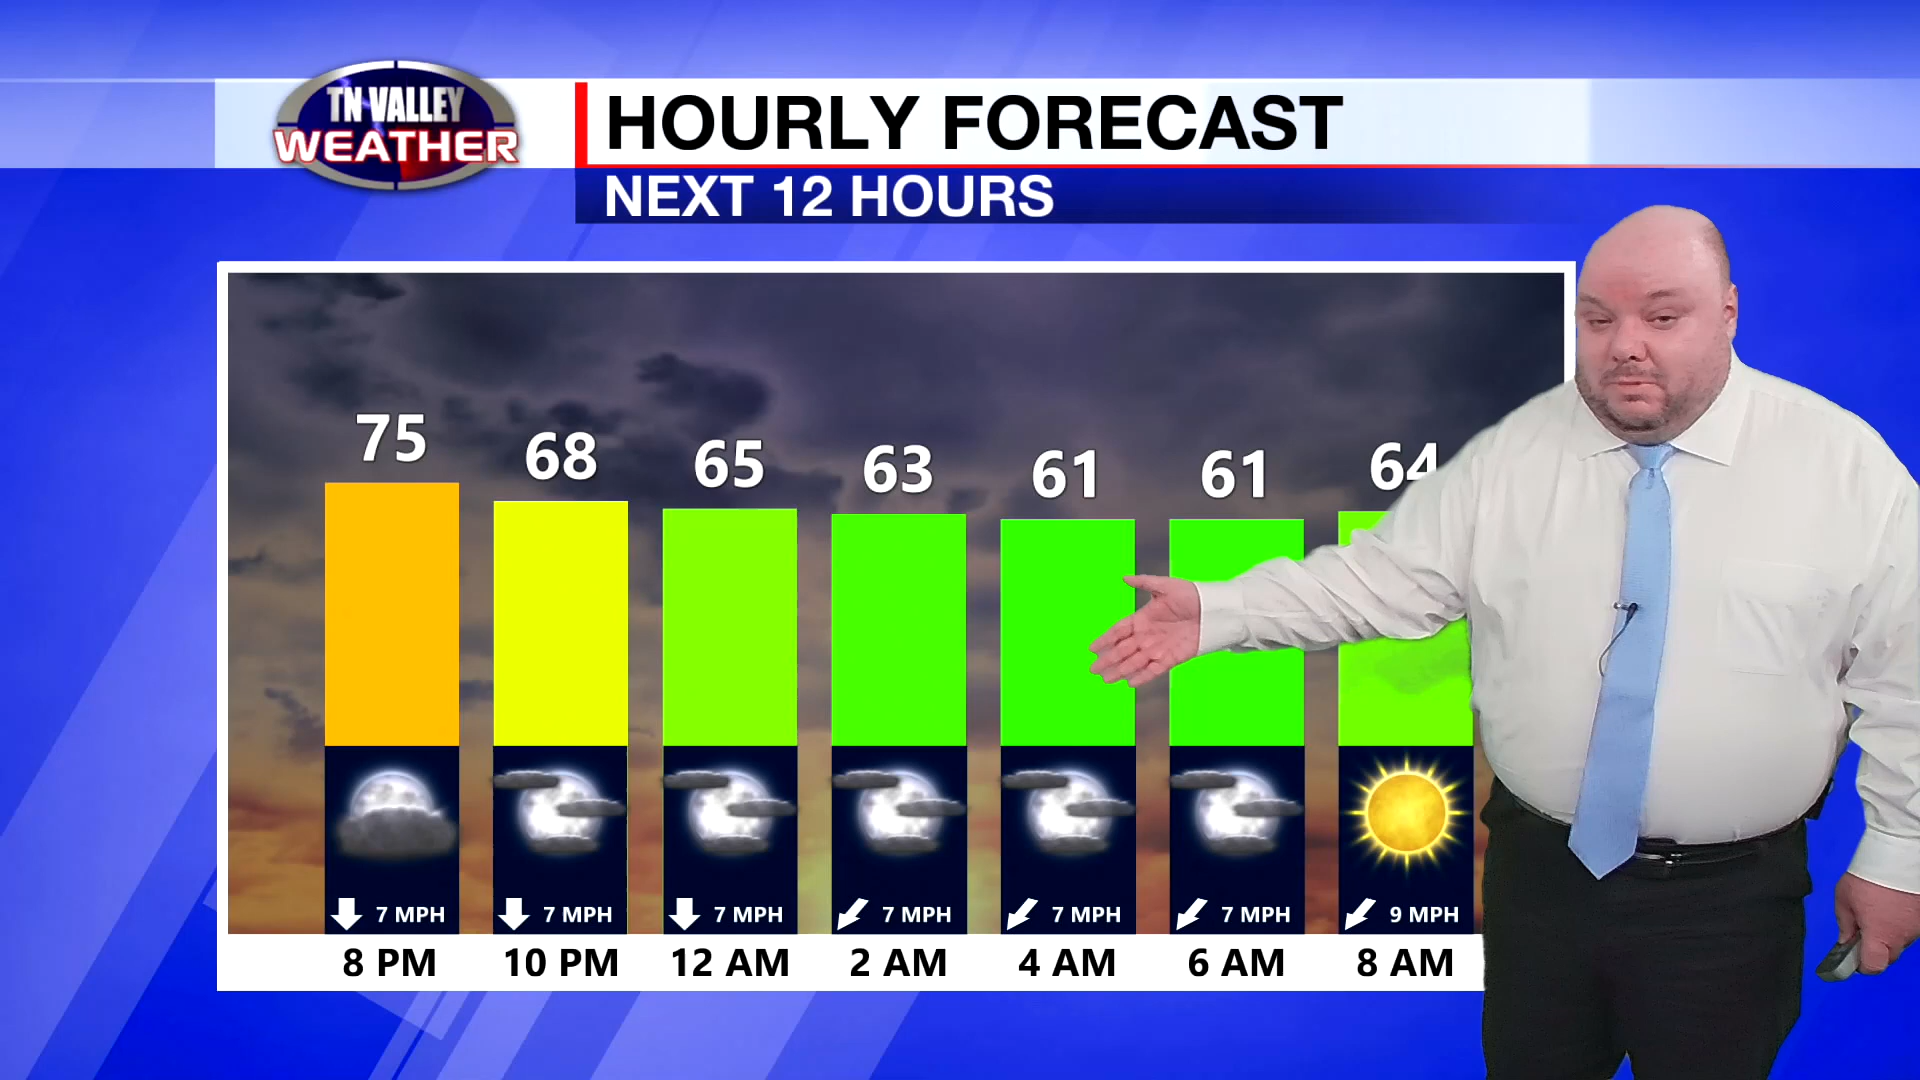 TN VALLEY
WEATHER
HOURLY FORECAST
NEXT 12 HOURS
75 68 65 63 61 61 64
7 MPH 7 MPH 7 MPH 7 MPH 7 MPH 7 MPH 9 MPH
8 PM 10 PM 12 AM 2 AM 4 AM 6 AM 8 AM